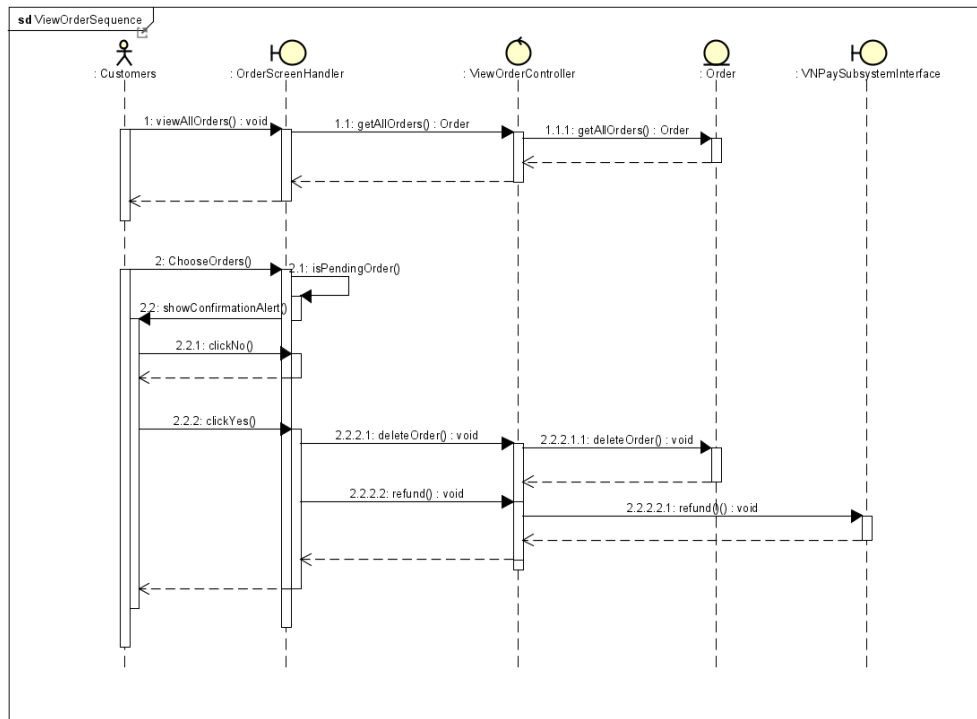 sd ViewOrderSequence
: Customers
: OrderScreenHandler
: ViewOrderController
: Order
: VNPaySubsystemInterface
1: viewAllOrders() : void
1.1: getAllOrders() : Order
1.1.1: getAllOrders() : Order
2: ChooseOrders()
2.1: isPendingOrder()
2.2: showConfirmationAlert()
2.2.1: clickNo()
2.2.2: clickYes()
2.2.2.1: deleteOrder() : void
2.2.2.1.1: deleteOrder() : void
2.2.2.2: refund() : void
2.2.2.2.1: refund()() : void